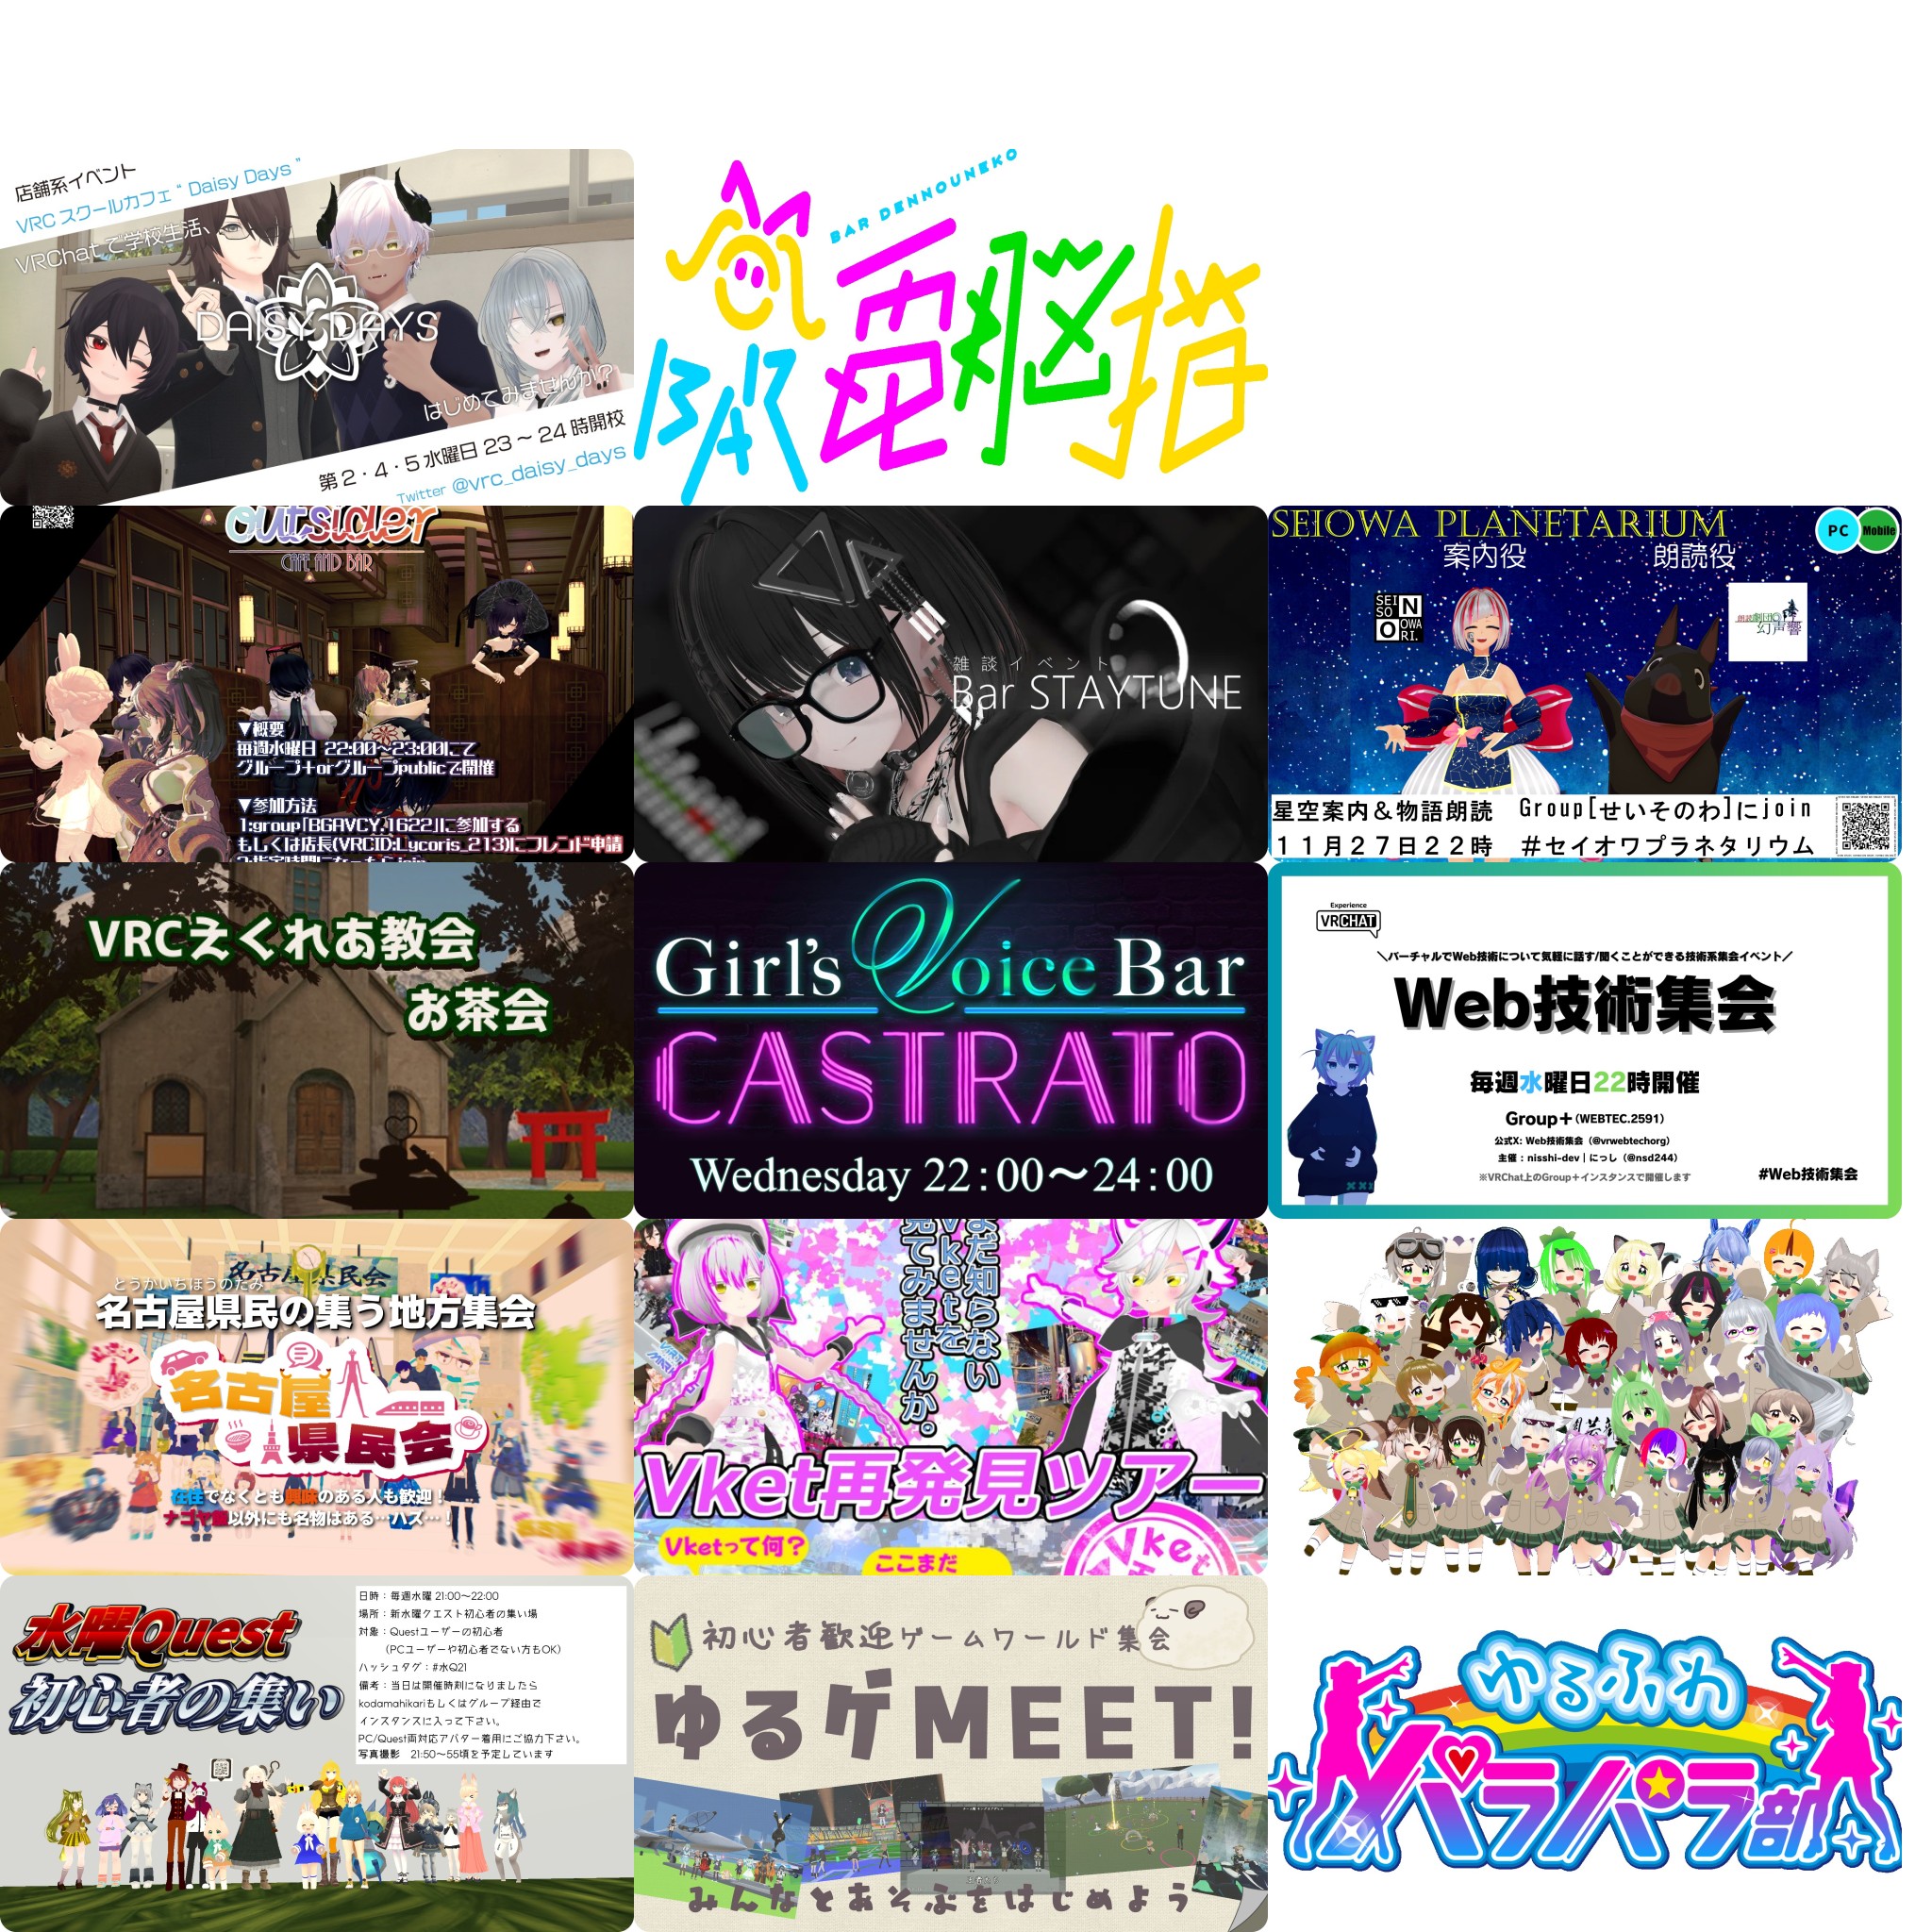 店舗系イベント
VRCスクールカフェ“Daisy Days”
VRChatで学校生活、
DAISY DAYS
はじめてみませんか?
第2・4・5水曜日 23～24時開校
Twitter @vrc_daisy_days
BAR DENNOUNEKO
BAR 電脳猫
outsider
CAFE AND BAR
▼概要
毎週水曜日 22:00～23:00にて
グループ＋orグループpublicで開催
▼参加方法
1:group「BGAVCY.1622」に参加する
もしくは店長(VRCID:Lycoris_213)にフレンド申請
雑談イベント
Bar STAYTUNE
SEIOWA PLANETARIUM
PC
Mobile
案内役
朗読役
SEI
SO
N
O
OWA
RI.
朗読劇団
幻声響
星空案内＆物語朗読
Group[せいそのわ]にjoin
11月27日22時
＃セイオワプラネタリウム
VRCえくれあ教会
お茶会
Girl's Voice Bar
CASTRATO
Wednesday 22:00～24:00
Experience
VRCHAT
＼バーチャルでWeb技術について気軽に話す/聞くことができる技術系集会イベント／
Web技術集会
毎週水曜日22時開催
Group＋(WEBTEC.2591)
公式X: Web技術集会（@vrwebtechorg）
主催：nisshi-dev｜にっし（@nsd244）
※VRChat上のGroup＋インスタンスで開催します
#Web技術集会
とうかいちほうのたみ
名古屋県民の集う地方集会
名古屋
県民会
在住でなくとも興味のある人も歓迎！
以外にも名物はある…ハズ…！
まだ知らない
Vketを
見てみませんか。
Vket再発見ツアー
Vketって何？
ここまだ
Vket
水曜Quest
初心者の集い
日時：毎週水曜 21:00～22:00
場所：新水曜クエスト初心者の集い場
対象：Questユーザーの初心者
（PCユーザーや初心者でない方もOK）
ハッシュタグ：#水Q21
備考：当日は開催時刻になりましたら
kodamahikariもしくはグループ経由で
インスタンスに入って下さい。
PC/Quest両対応アバター着用にご協力下さい。
写真撮影　21:50～55頃を予定しています
初心者歓迎ゲームワールド集会
ゆるゲMEET!
みんなとあそぶをはじめよう
ゆるふわ
パラパラ部